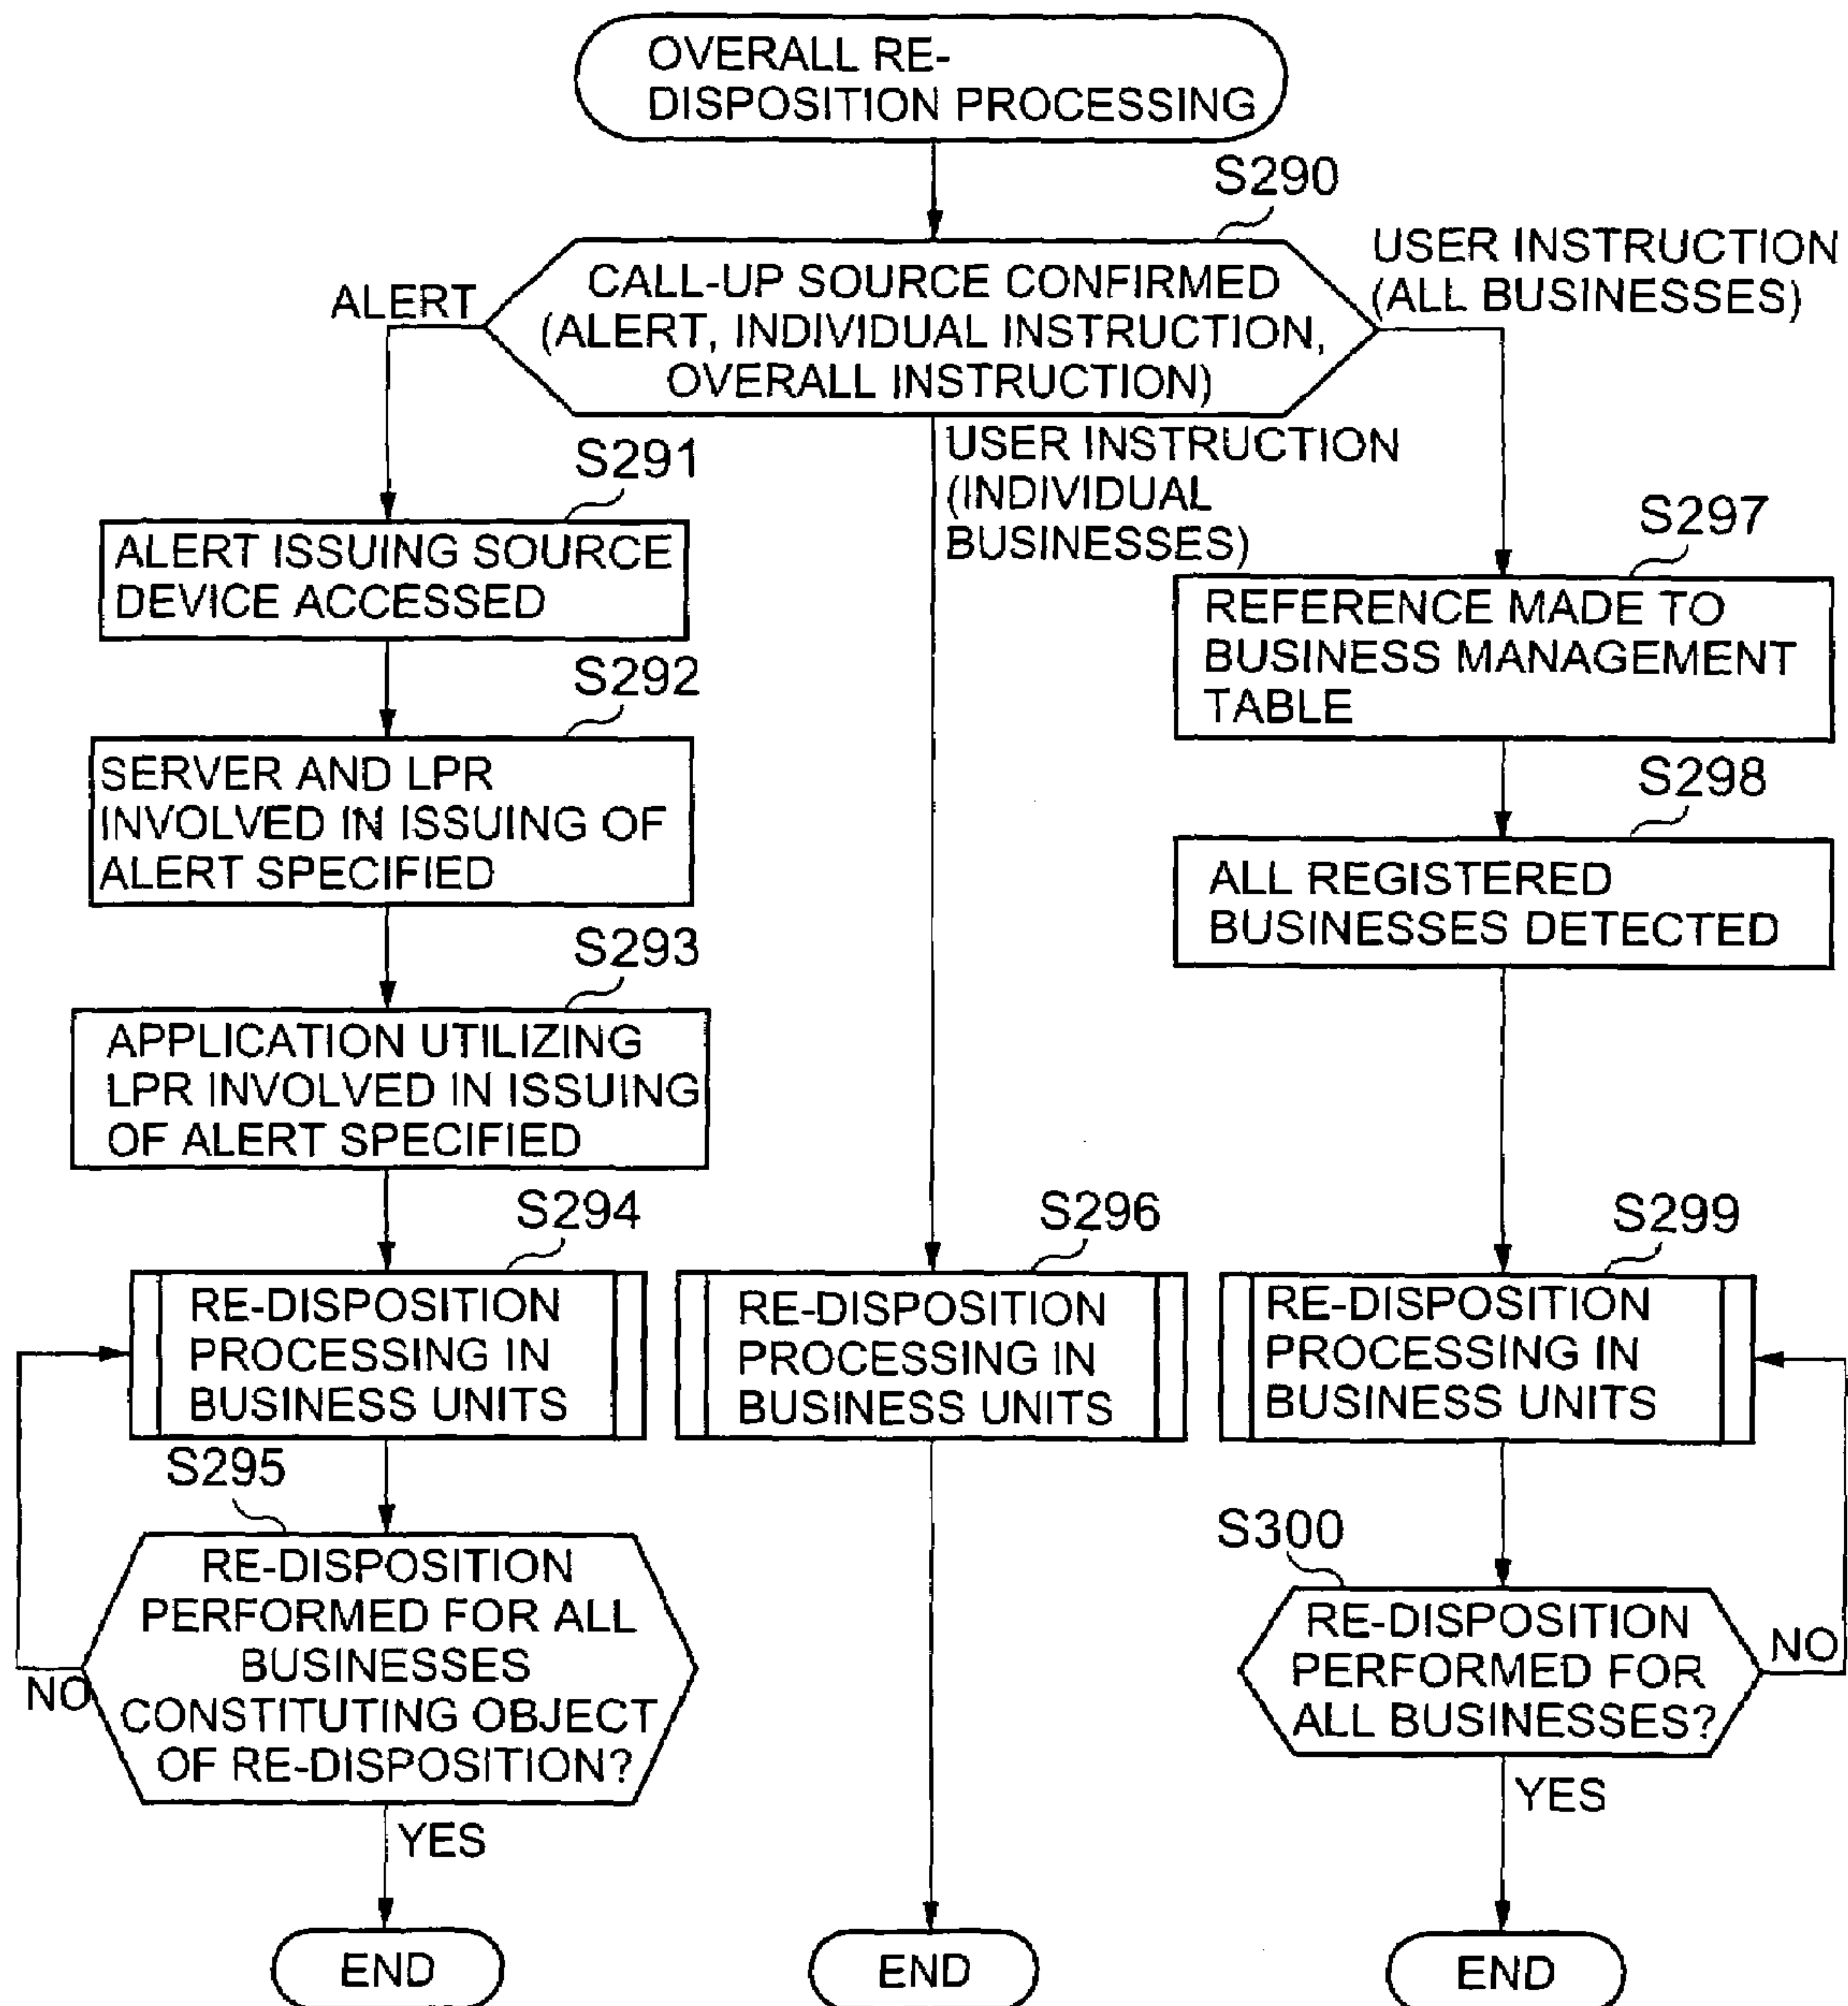 OVERALL RE-
DISPOSITION PROCESSING
S290
CALL-UP SOURCE CONFIRMED
(ALERT, INDIVIDUAL INSTRUCTION,
OVERALL INSTRUCTION)
ALERT
USER INSTRUCTION
(ALL BUSINESSES)
USER INSTRUCTION
(INDIVIDUAL
BUSINESSES)
S291
ALERT ISSUING SOURCE
DEVICE ACCESSED
S292
SERVER AND LPR
INVOLVED IN ISSUING OF
ALERT SPECIFIED
S293
APPLICATION UTILIZING
LPR INVOLVED IN ISSUING
OF ALERT SPECIFIED
S294
RE-DISPOSITION
PROCESSING IN
BUSINESS UNITS
S295
RE-DISPOSITION
PERFORMED FOR ALL
BUSINESSES
CONSTITUTING OBJECT
OF RE-DISPOSITION?
NO
YES
END
S296
RE-DISPOSITION
PROCESSING IN
BUSINESS UNITS
END
S297
REFERENCE MADE TO
BUSINESS MANAGEMENT
TABLE
S298
ALL REGISTERED
BUSINESSES DETECTED
S299
RE-DISPOSITION
PROCESSING IN
BUSINESS UNITS
S300
RE-DISPOSITION
PERFORMED FOR
ALL BUSINESSES?
NO
YES
END